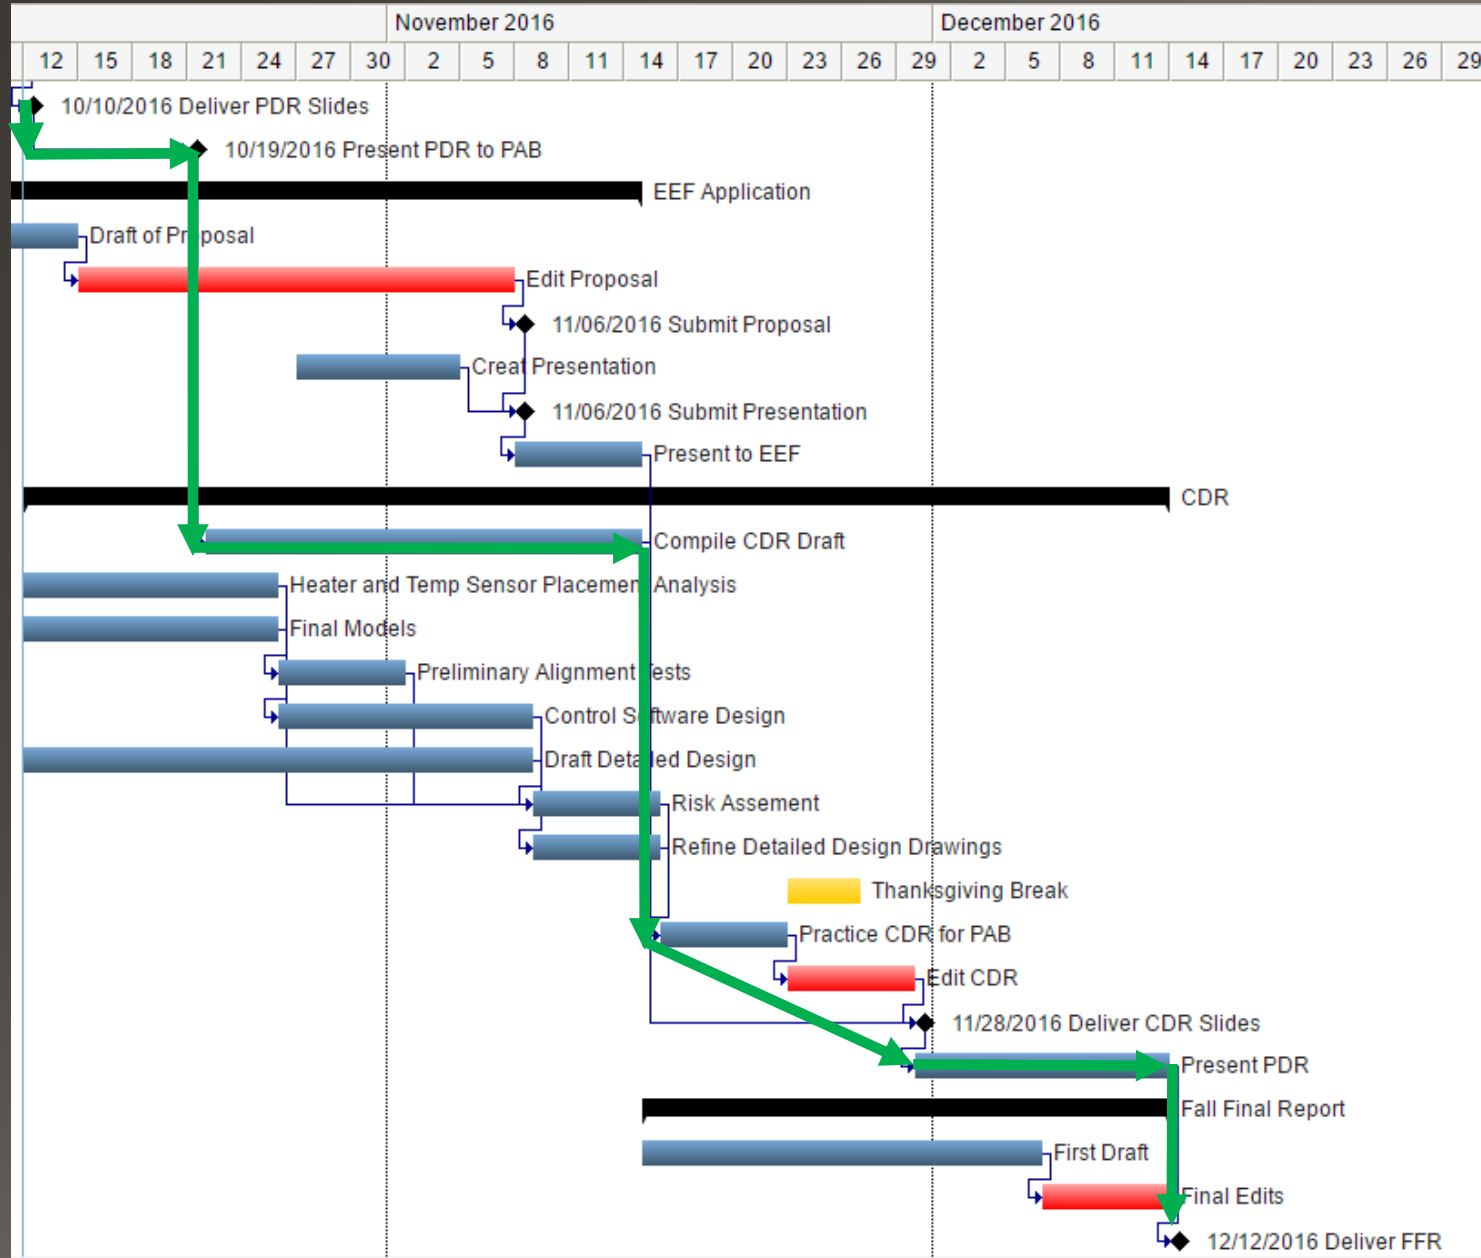 November 2016 December 2016
12 15 18 21 24 27 30 2 5 8 11 14 17 20 23 26 29 2 5 8 11 14 17 20 23 26 29
10/10/2016 Deliver PDR Slides
10/19/2016 Present PDR to PAB
EEF Application
Draft of Proposal
Edit Proposal
11/06/2016 Submit Proposal
Creat Presentation
11/06/2016 Submit Presentation
Present to EEF
CDR
Compile CDR Draft
Heater and Temp Sensor Placement Analysis
Final Models
Preliminary Alignment Tests
Control Software Design
Draft Detailed Design
Risk Assement
Refine Detailed Design Drawings
Thanksgiving Break
Practice CDR for PAB
Edit CDR
11/28/2016 Deliver CDR Slides
Present PDR
Fall Final Report
First Draft
Final Edits
12/12/2016 Deliver FFR